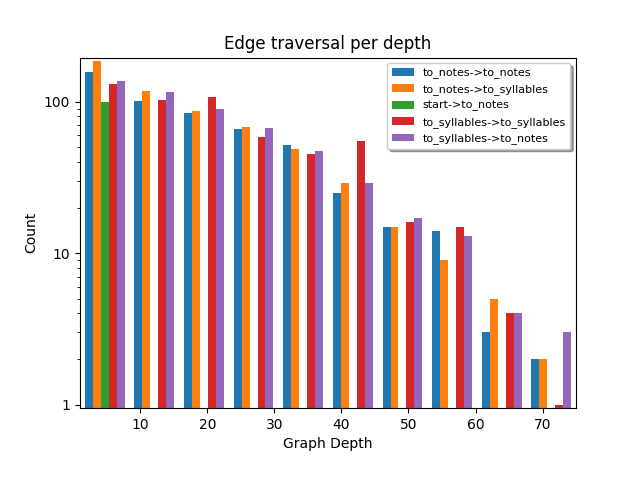 Edge traversal per depth
to_notes->to_notes
to_notes->to_syllables
start->to_notes
to_syllables->to_syllables
to_syllables->to_notes
100
10
1
Count
10 20 30 40 50 60 70
Graph Depth